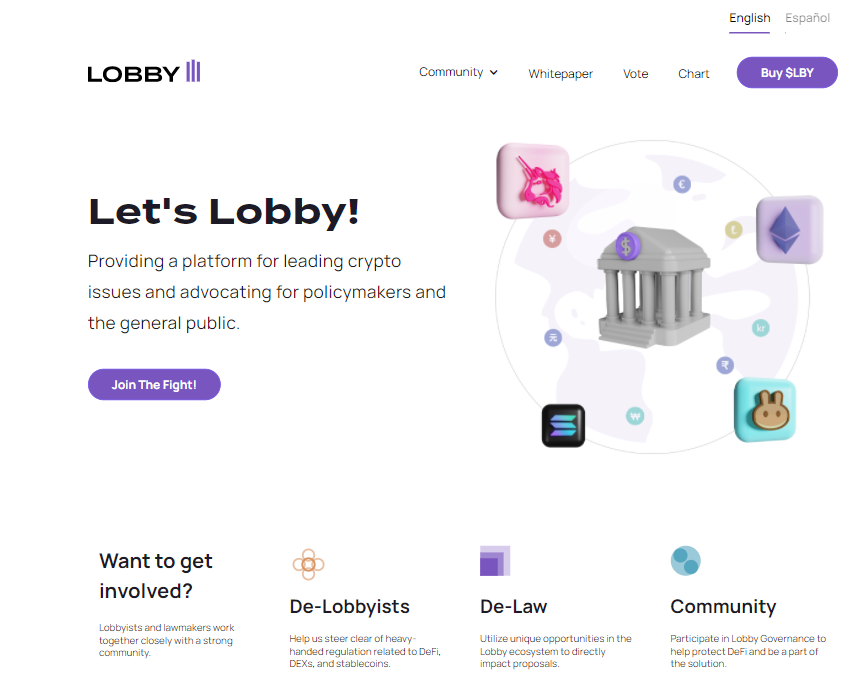 English Español
LOBBY
Community Whitepaper Vote Chart Buy $LBY
Let's Lobby!
Providing a platform for leading crypto
issues and advocating for policymakers and
the general public.
Join The Fight!
$
€
¥
₤
元
kr
₹
₩
Want to get
involved?
Lobbyists and lawmakers work
together closely with a strong
community.
De-Lobbyists
Help us steer clear of heavy-
handed regulation related to DeFi,
DEXs, and stablecoins.
De-Law
Utilize unique opportunities in the
Lobby ecosystem to directly
impact proposals.
Community
Participate in Lobby Governance to
help protect DeFi and be a part of
the solution.